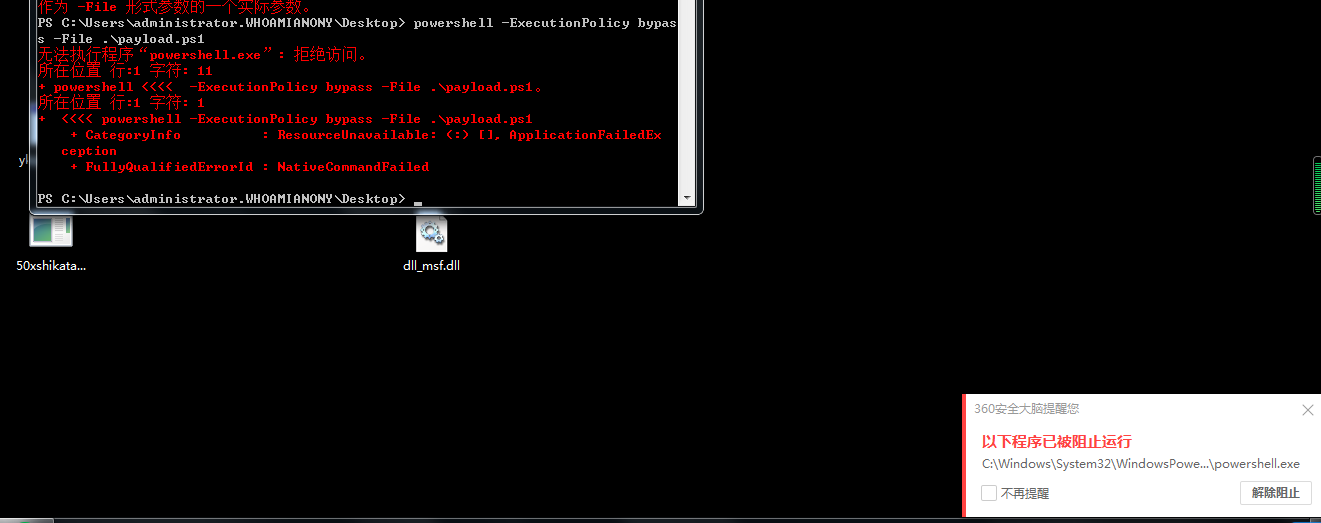 作为 -File 形式参数的一个实际参数。
PS C:\Users\administrator.WHOAMIANONY\Desktop> powershell -ExecutionPolicy bypas
s -File .\payload.ps1
无法执行程序“powershell.exe”: 拒绝访问。
所在位置 行:1 字符: 11
+ powershell <<<<  -ExecutionPolicy bypass -File .\payload.ps1。
所在位置 行:1 字符: 1
+  <<<< powershell -ExecutionPolicy bypass -File .\payload.ps1
    + CategoryInfo          : ResourceUnavailable: (:) [], ApplicationFailedEx
   ception
    + FullyQualifiedErrorId : NativeCommandFailed
PS C:\Users\administrator.WHOAMIANONY\Desktop>
50xshikata...
dll_msf.dll
360安全大脑提醒您
以下程序已被阻止运行
C:\Windows\System32\WindowsPowe...\powershell.exe
不再提醒
解除阻止